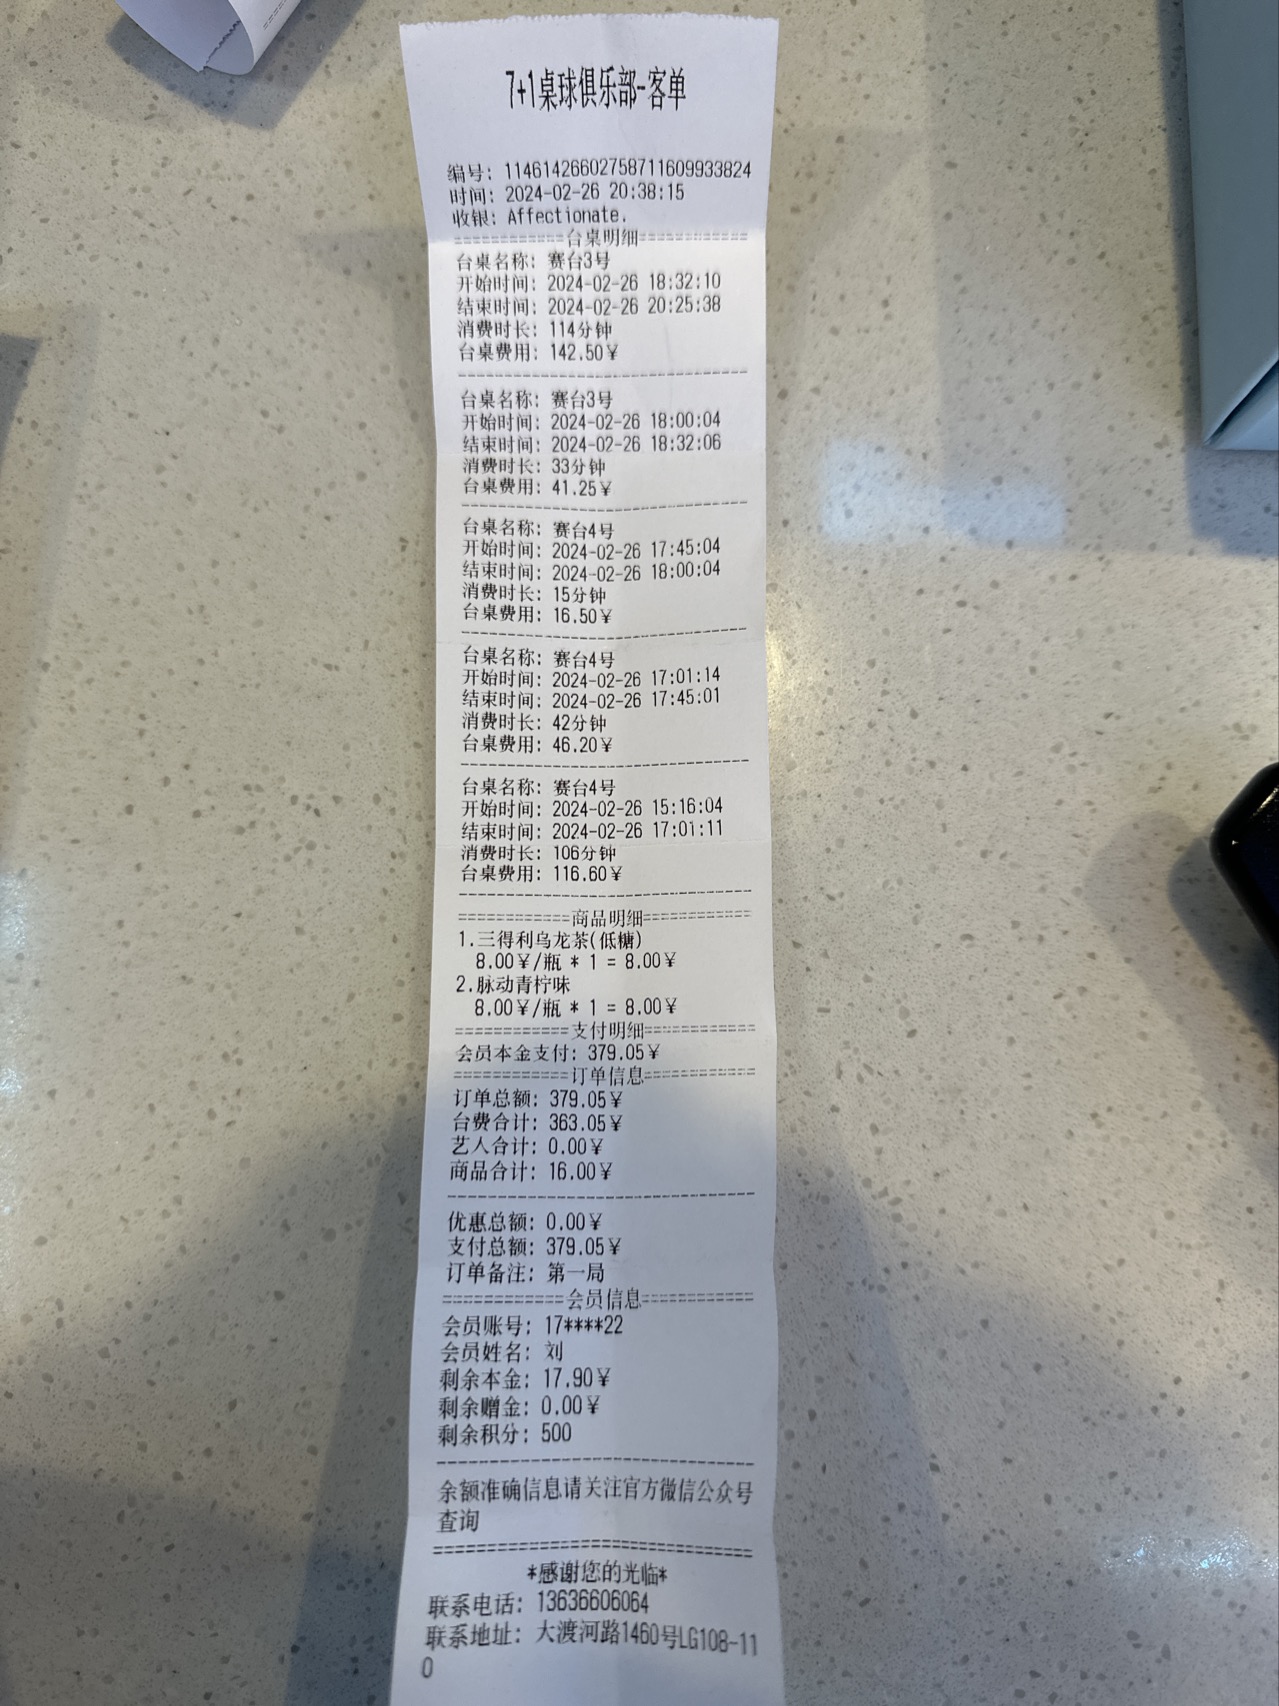 7+1桌球俱乐部-客单
编号: 1146142660275871160993​3824
时间: 2024-02-26 20:38:15
收银: Affectionate.
============台桌明细============
台桌名称: 赛台3号
开始时间: 2024-02-26 18:32:10
结束时间: 2024-02-26 20:25:38
消费时长: 114分钟
台桌费用: 142.50¥
--------------------------------
台桌名称: 赛台3号
开始时间: 2024-02-26 18:00:04
结束时间: 2024-02-26 18:32:06
消费时长: 33分钟
台桌费用: 41.25¥
--------------------------------
台桌名称: 赛台4号
开始时间: 2024-02-26 17:45:04
结束时间: 2024-02-26 18:00:04
消费时长: 15分钟
台桌费用: 16.50¥
--------------------------------
台桌名称: 赛台4号
开始时间: 2024-02-26 17:01:14
结束时间: 2024-02-26 17:45:01
消费时长: 42分钟
台桌费用: 46.20¥
--------------------------------
台桌名称: 赛台4号
开始时间: 2024-02-26 15:16:04
结束时间: 2024-02-26 17:01:11
消费时长: 106分钟
台桌费用: 116.60¥
--------------------------------
============商品明细============
1.三得利乌龙茶(低糖)
8.00¥/瓶 * 1 = 8.00¥
2.脉动青柠味
8.00¥/瓶 * 1 = 8.00¥
============支付明细============
会员本金支付: 379.05¥
============订单信息============
订单总额: 379.05¥
台费合计: 363.05¥
艺人合计: 0.00¥
商品合计: 16.00¥
--------------------------------
优惠总额: 0.00¥
支付总额: 379.05¥
订单备注: 第一局
============会员信息============
会员账号: 17****22
会员姓名: 刘
剩余本金: 17.90¥
剩余赠金: 0.00¥
剩余积分: 500
--------------------------------
余额准确信息请关注官方微信公众号
查询
================================
*感谢您的光临*
联系电话: 13636606064
联系地址: 大渡河路1460号LG108-11
0